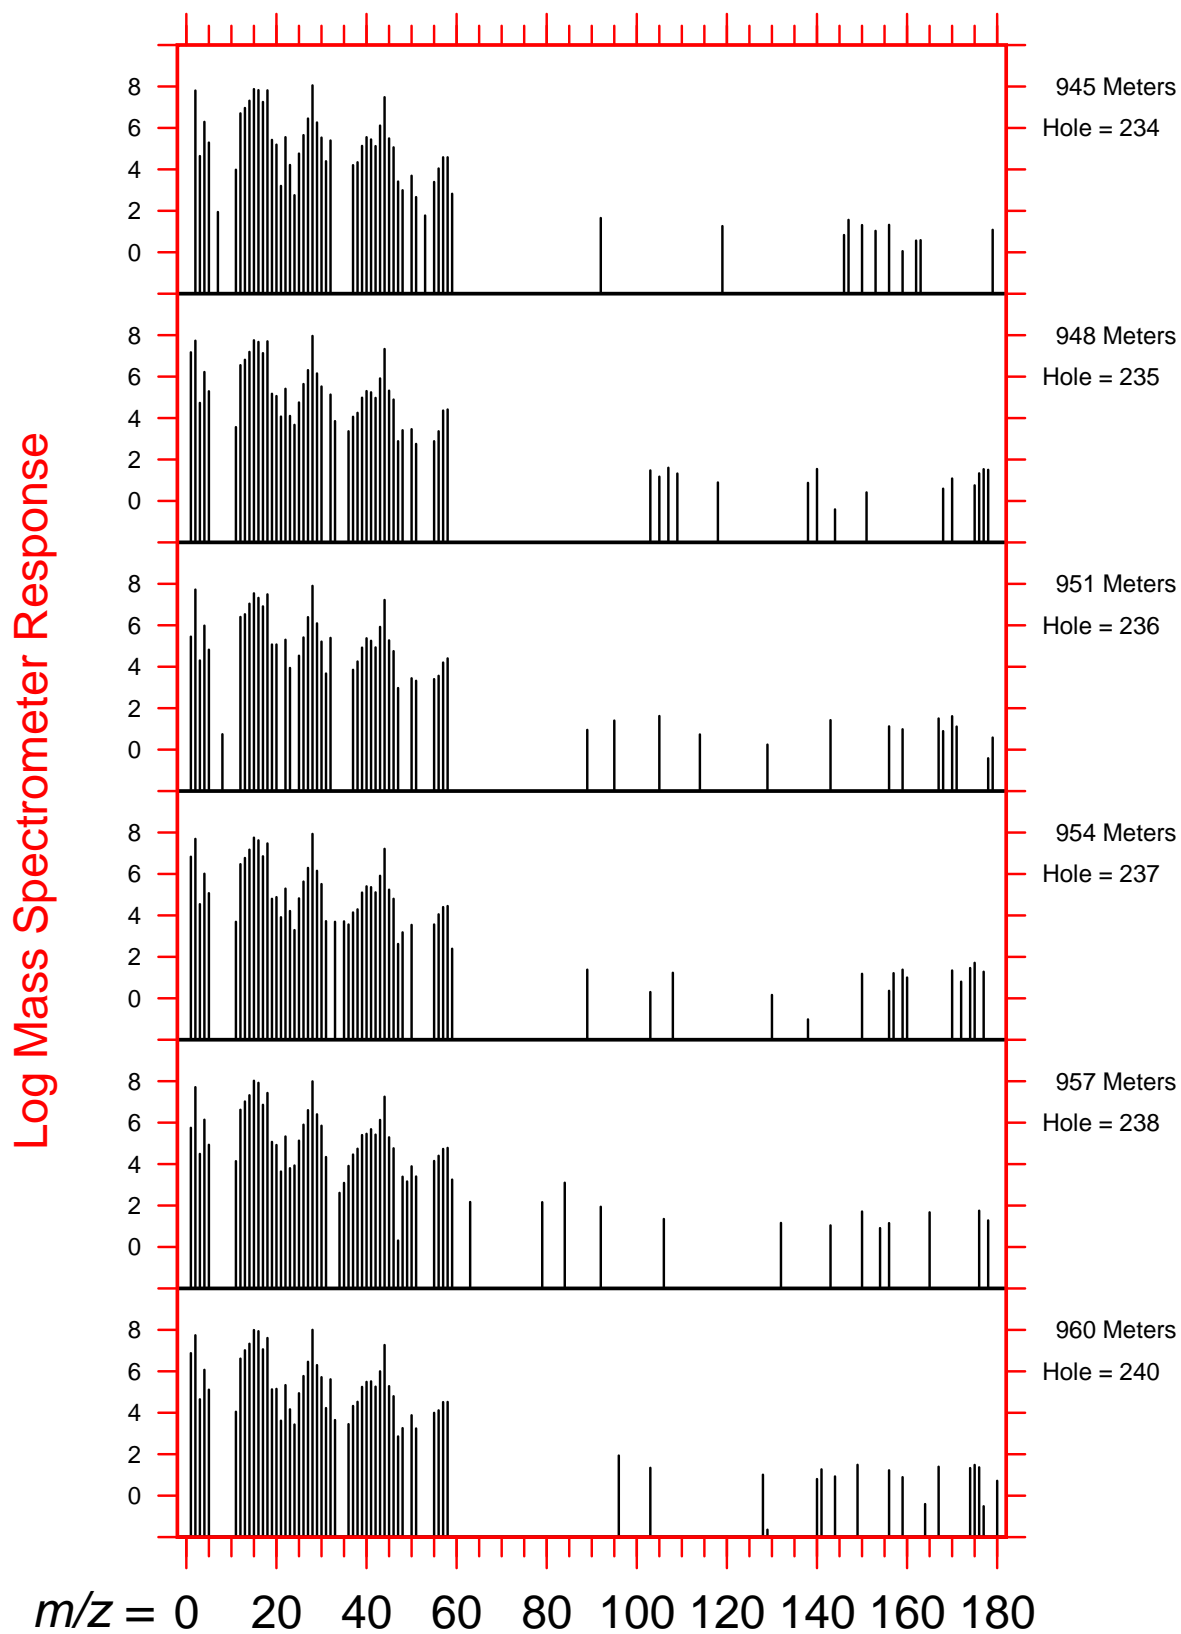 Log Mass Spectrometer Response
8
6
4
2
0
945 Meters
Hole = 234
8
6
4
2
0
948 Meters
Hole = 235
8
6
4
2
0
951 Meters
Hole = 236
8
6
4
2
0
954 Meters
Hole = 237
8
6
4
2
0
957 Meters
Hole = 238
8
6
4
2
0
960 Meters
Hole = 240
m/z = 0 20 40 60 80 100 120 140 160 180